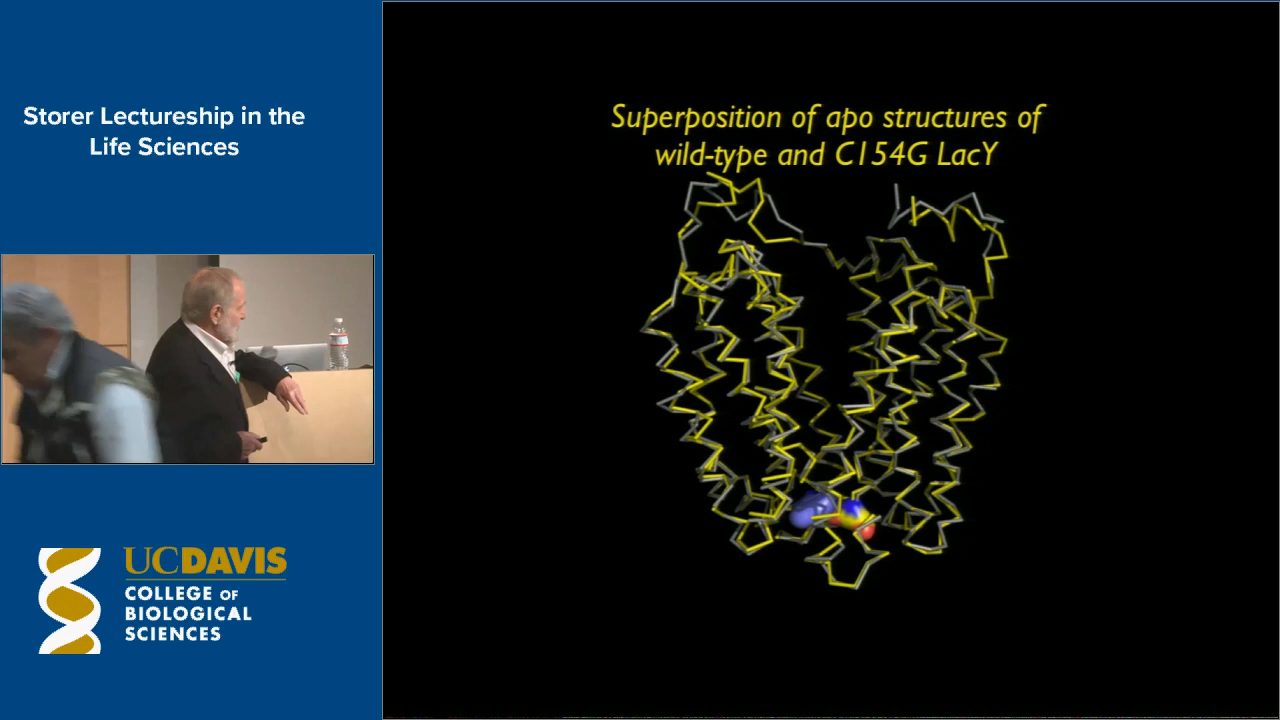 Storer Lectureship in the
Life Sciences
Superposition of apo structures of
wild-type and C154G LacY
UCDAVIS
COLLEGE OF
BIOLOGICAL
SCIENCES